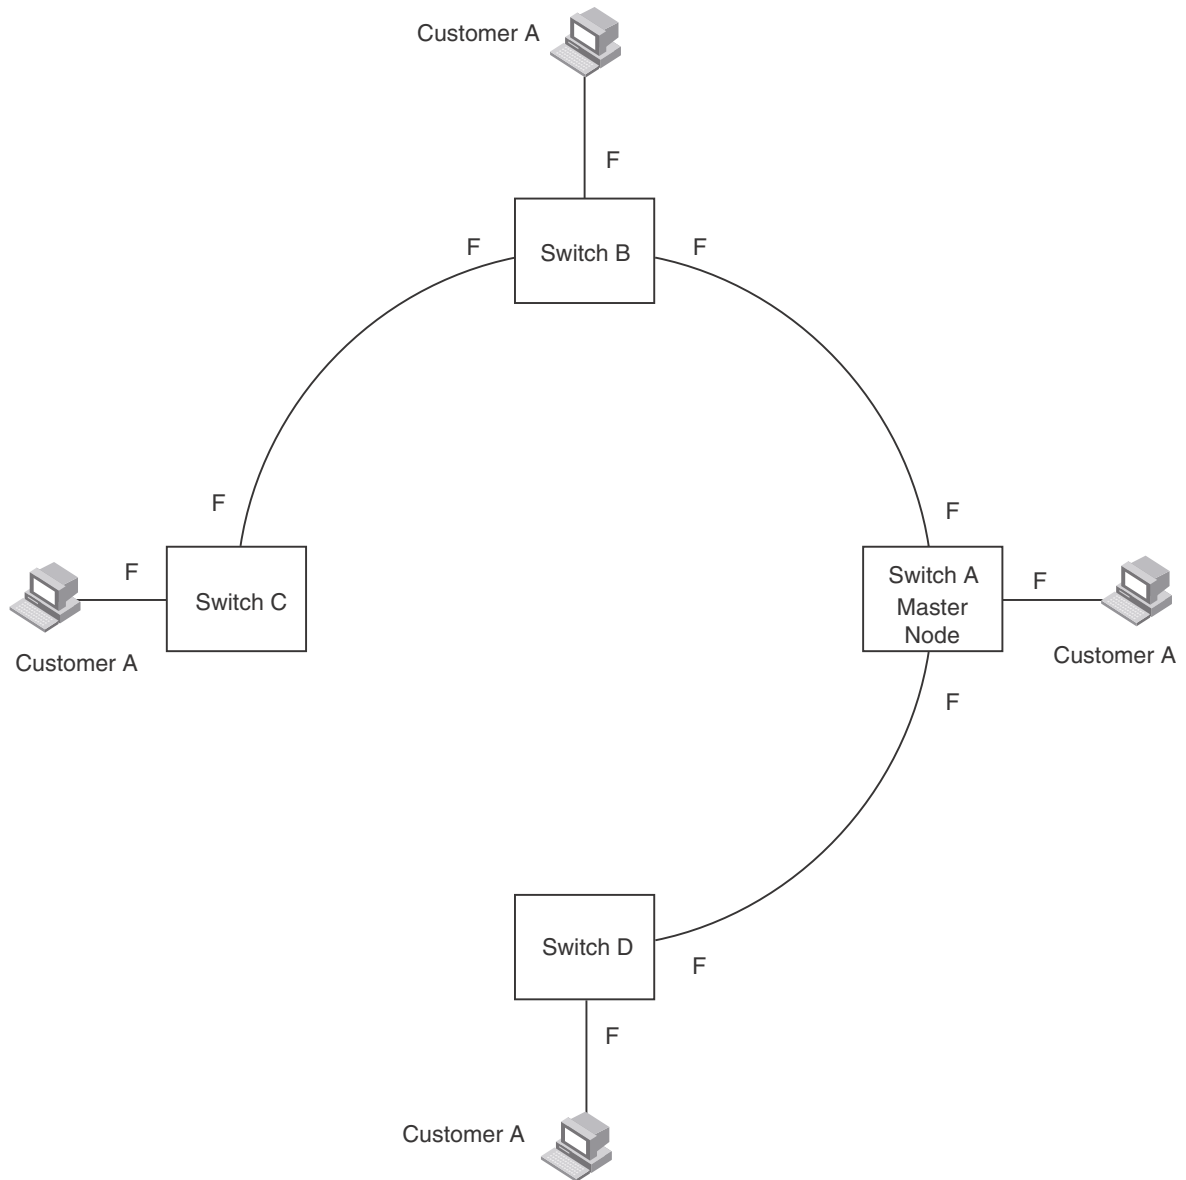 Customer A
F
F
Switch B
F
F
F
F
Switch C
Switch A
Master
Node
F
Customer A
Customer A
F
Switch D
F
F
Customer A